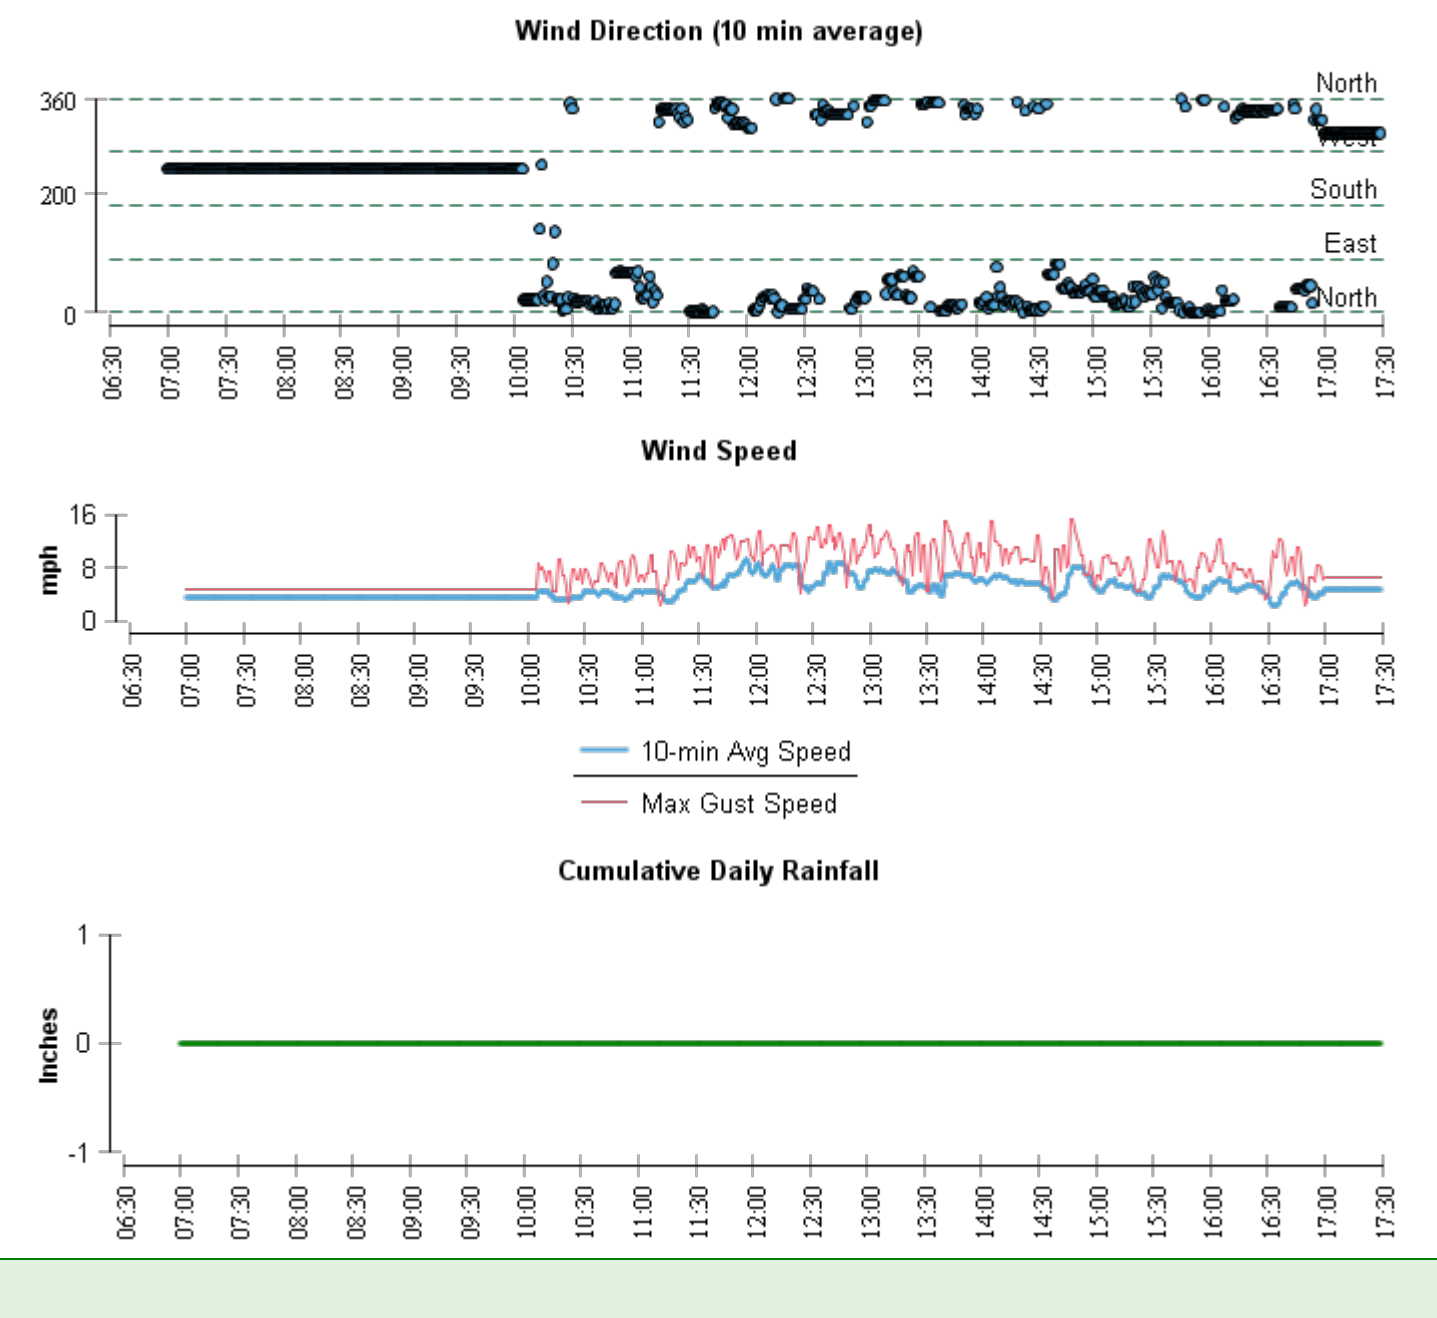 Wind Direction (10 min average)
360
North
West
200
South
East
North
0
06:30 07:00 07:30 08:00 08:30 09:00 09:30 10:00 10:30 11:00 11:30 12:00 12:30 13:00 13:30 14:00 14:30 15:00 15:30 16:00 16:30 17:00 17:30
Wind Speed
16
mph
8
0
06:30 07:00 07:30 08:00 08:30 09:00 09:30 10:00 10:30 11:00 11:30 12:00 12:30 13:00 13:30 14:00 14:30 15:00 15:30 16:00 16:30 17:00 17:30
10-min Avg Speed
Max Gust Speed
Cumulative Daily Rainfall
1
Inches
0
-1
06:30 07:00 07:30 08:00 08:30 09:00 09:30 10:00 10:30 11:00 11:30 12:00 12:30 13:00 13:30 14:00 14:30 15:00 15:30 16:00 16:30 17:00 17:30